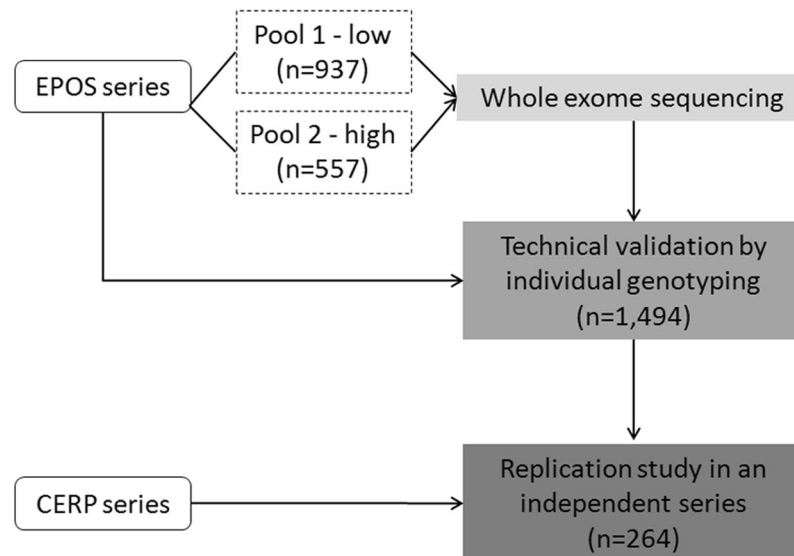 EPOS series
Pool 1 - low
(n=937)
Pool 2 - high
(n=557)
Whole exome sequencing
Technical validation by
individual genotyping
(n=1,494)
CERP series
Replication study in an
independent series
(n=264)